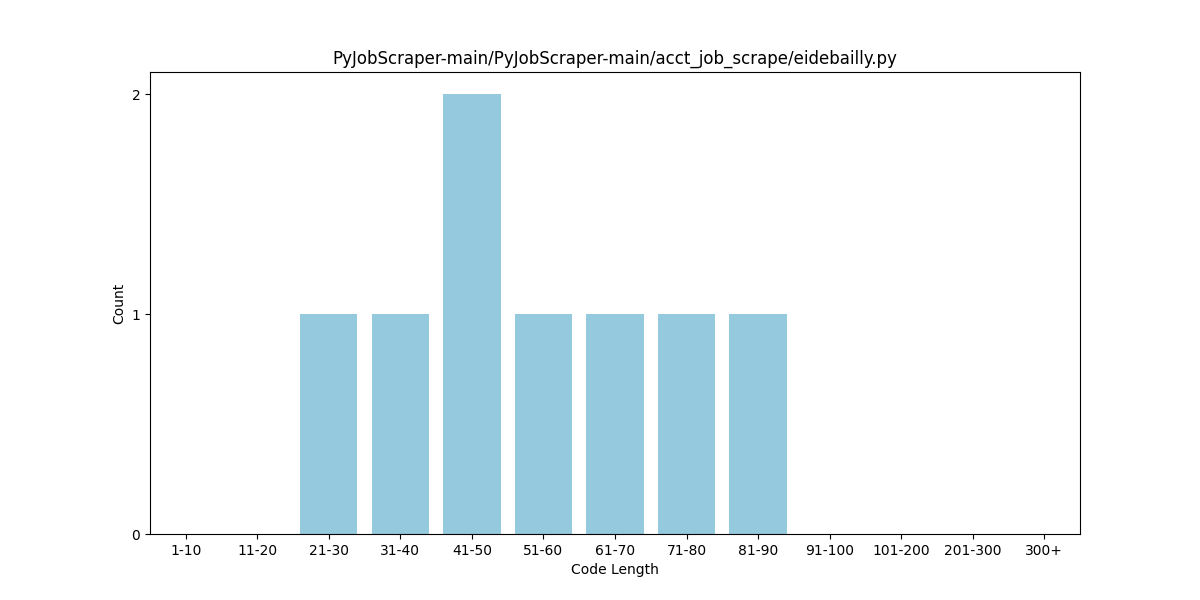 PyJobScraper-main/PyJobScraper-main/acct_job_scrape/eidebailly.py
Count
2
1
0
1-10 11-20 21-30 31-40 41-50 51-60 61-70 71-80 81-90 91-100 101-200 201-300 300+
Code Length